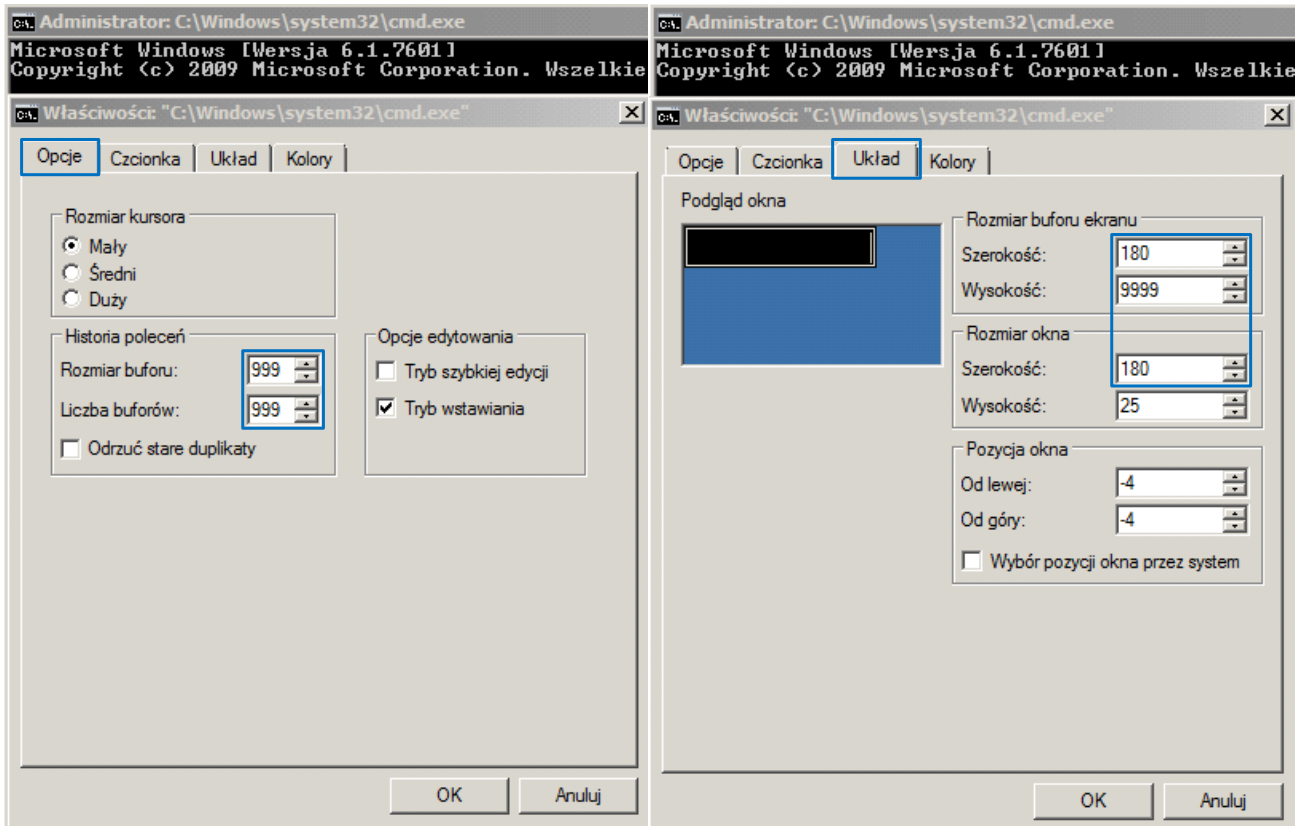 Administrator: C:\Windows\system32\cmd.exe
Microsoft Windows [Wersja 6.1.7601]
Copyright (c) 2009 Microsoft Corporation. Wszelkie
Właściwości: "C:\Windows\system32\cmd.exe"
Opcje Czcionka Układ Kolory
Rozmiar kursora
Mały
Średni
Duży
Historia poleceń
Rozmiar buforu: 999
Liczba buforów: 999
Odrzuć stare duplikaty
Opcje edytowania
Tryb szybkiej edycji
Tryb wstawiania
OK Anuluj
Administrator: C:\Windows\system32\cmd.exe
Microsoft Windows [Wersja 6.1.7601]
Copyright (c) 2009 Microsoft Corporation. Wszelkie
Właściwości: "C:\Windows\system32\cmd.exe"
Opcje Czcionka Układ Kolory
Podgląd okna
Rozmiar buforu ekranu
Szerokość: 180
Wysokość: 9999
Rozmiar okna
Szerokość: 180
Wysokość: 25
Pozycja okna
Od lewej: -4
Od góry: -4
Wybór pozycji okna przez system
OK Anuluj